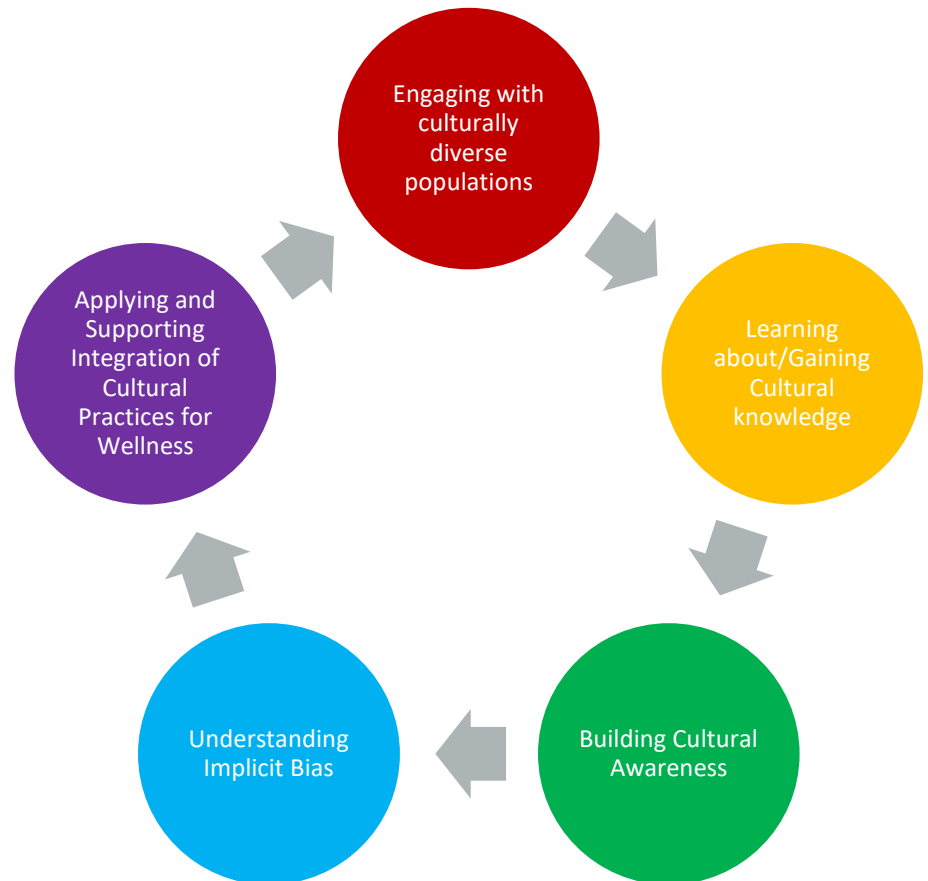 Engaging with
culturally
diverse
populations
Learning
about/Gaining
Cultural
knowledge
Building Cultural
Awareness
Understanding
Implicit Bias
Applying and
Supporting
Integration of
Cultural
Practices for
Wellness